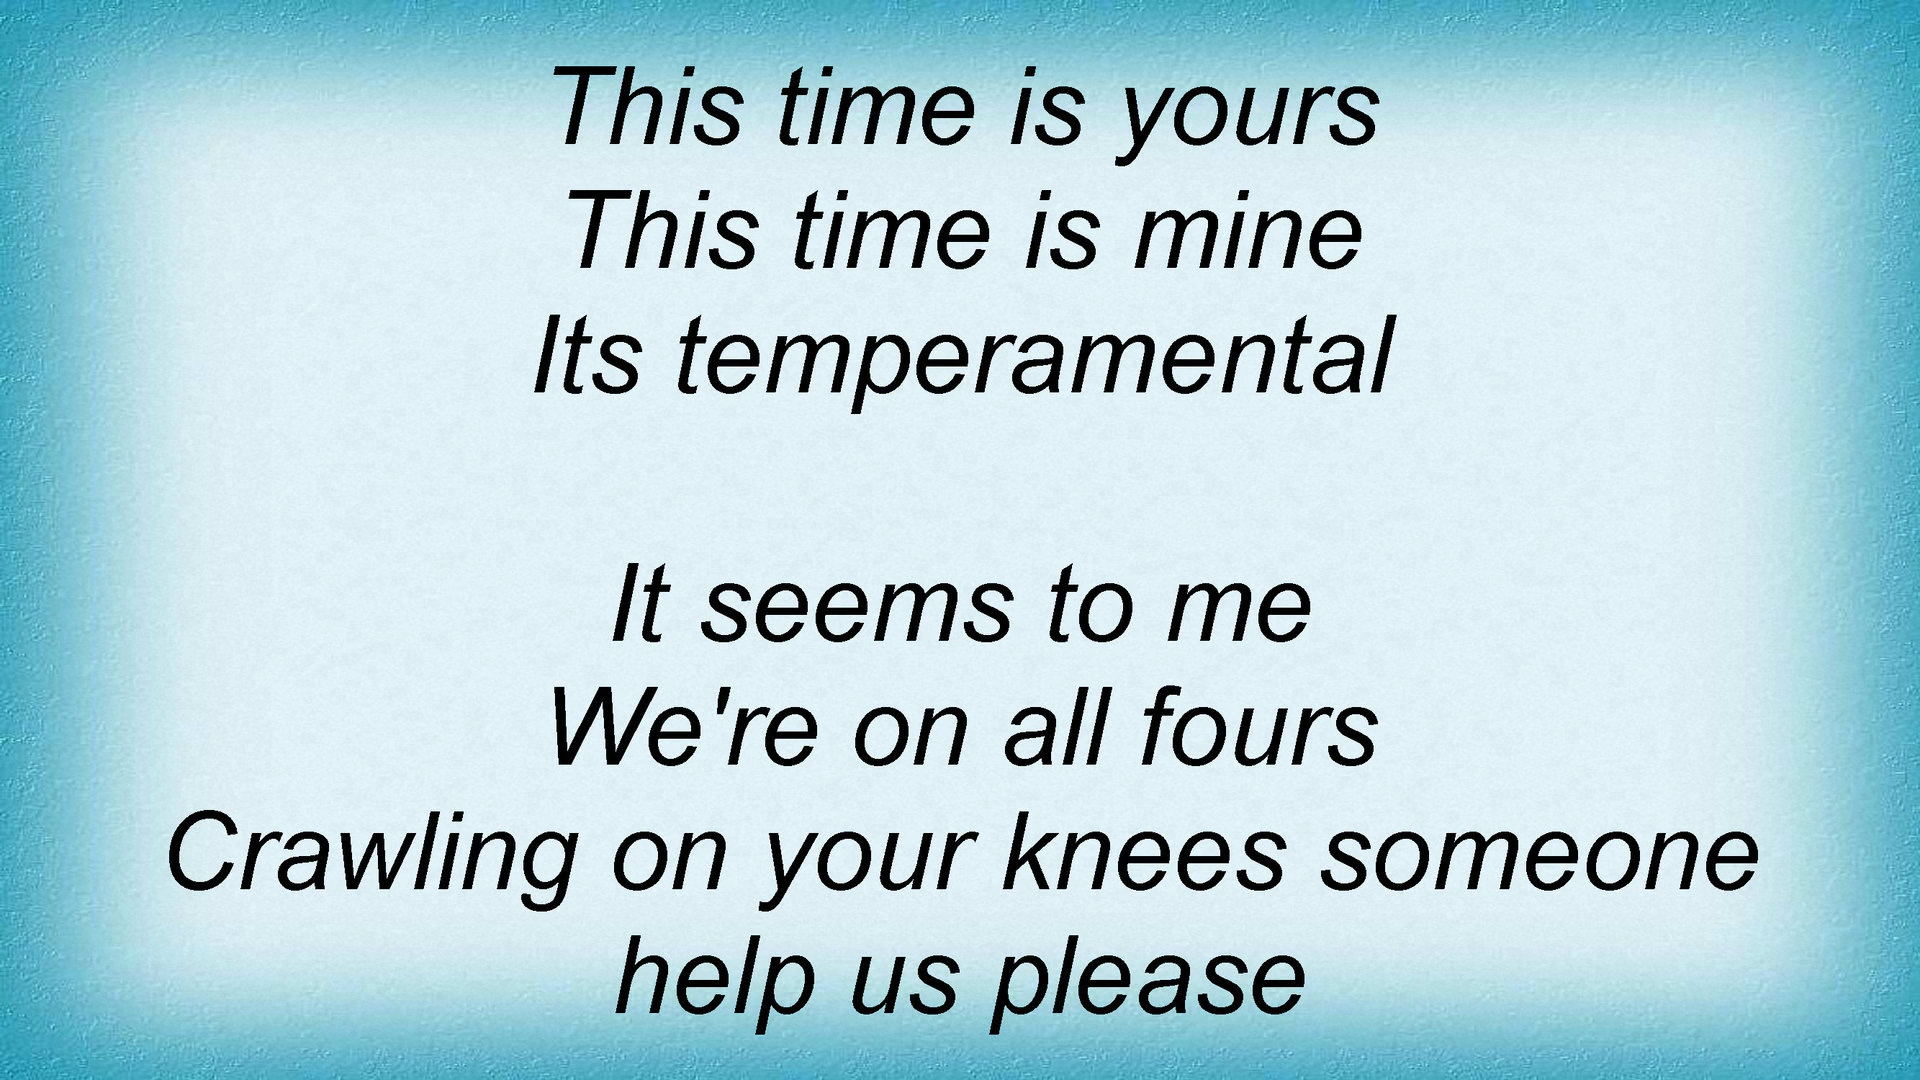 This time is yours
This time is mine
Its temperamental
It seems to me
We're on all fours
Crawling on your knees someone
help us please